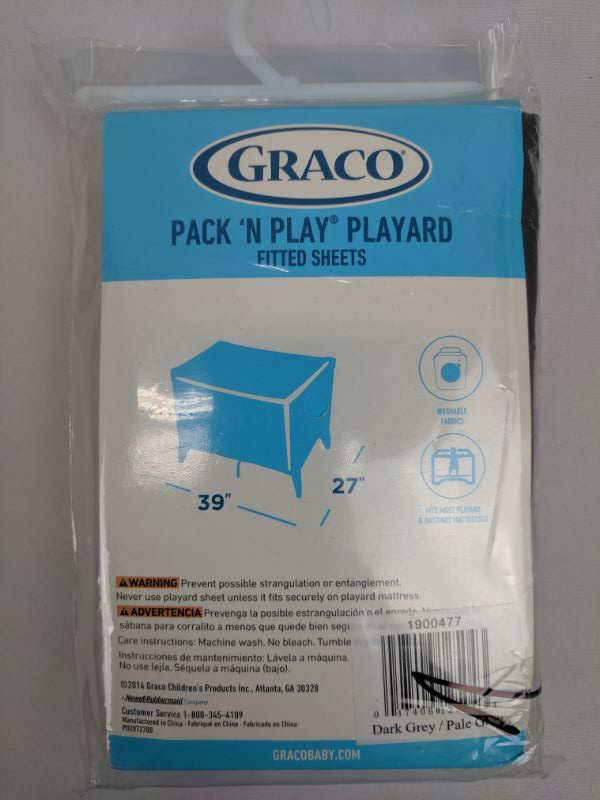 GRACO®
PACK 'N PLAY® PLAYARD
FITTED SHEETS
WASHABLE
FABRICS
39"
27"
FITS MOST PLAYARD
& BASSINET MATTRESSES
WARNING Prevent possible strangulation or entanglement.
Never use playard sheet unless it fits securely on playard mattress.
ADVERTENCIA Prevenga la posible estrangulación o el enredo. Nunca
sábana para corralito a menos que quede bien
Care instructions: Machine wash. No bleach. Tumble
Instrucciones de mantenimiento: Lávela a máquina.
No use lejía. Séquela a máquina (bajo).
©2014 Graco Children's Products Inc., Atlanta, GA 30328
A NewellRubbermaid Company
Customer Service 1-800-345-4109
Manufactured in China - Fabriqué en Chine - Fabricado en China
PD287270B
1900477
Dark Grey / Pale
GRACOBABY.COM